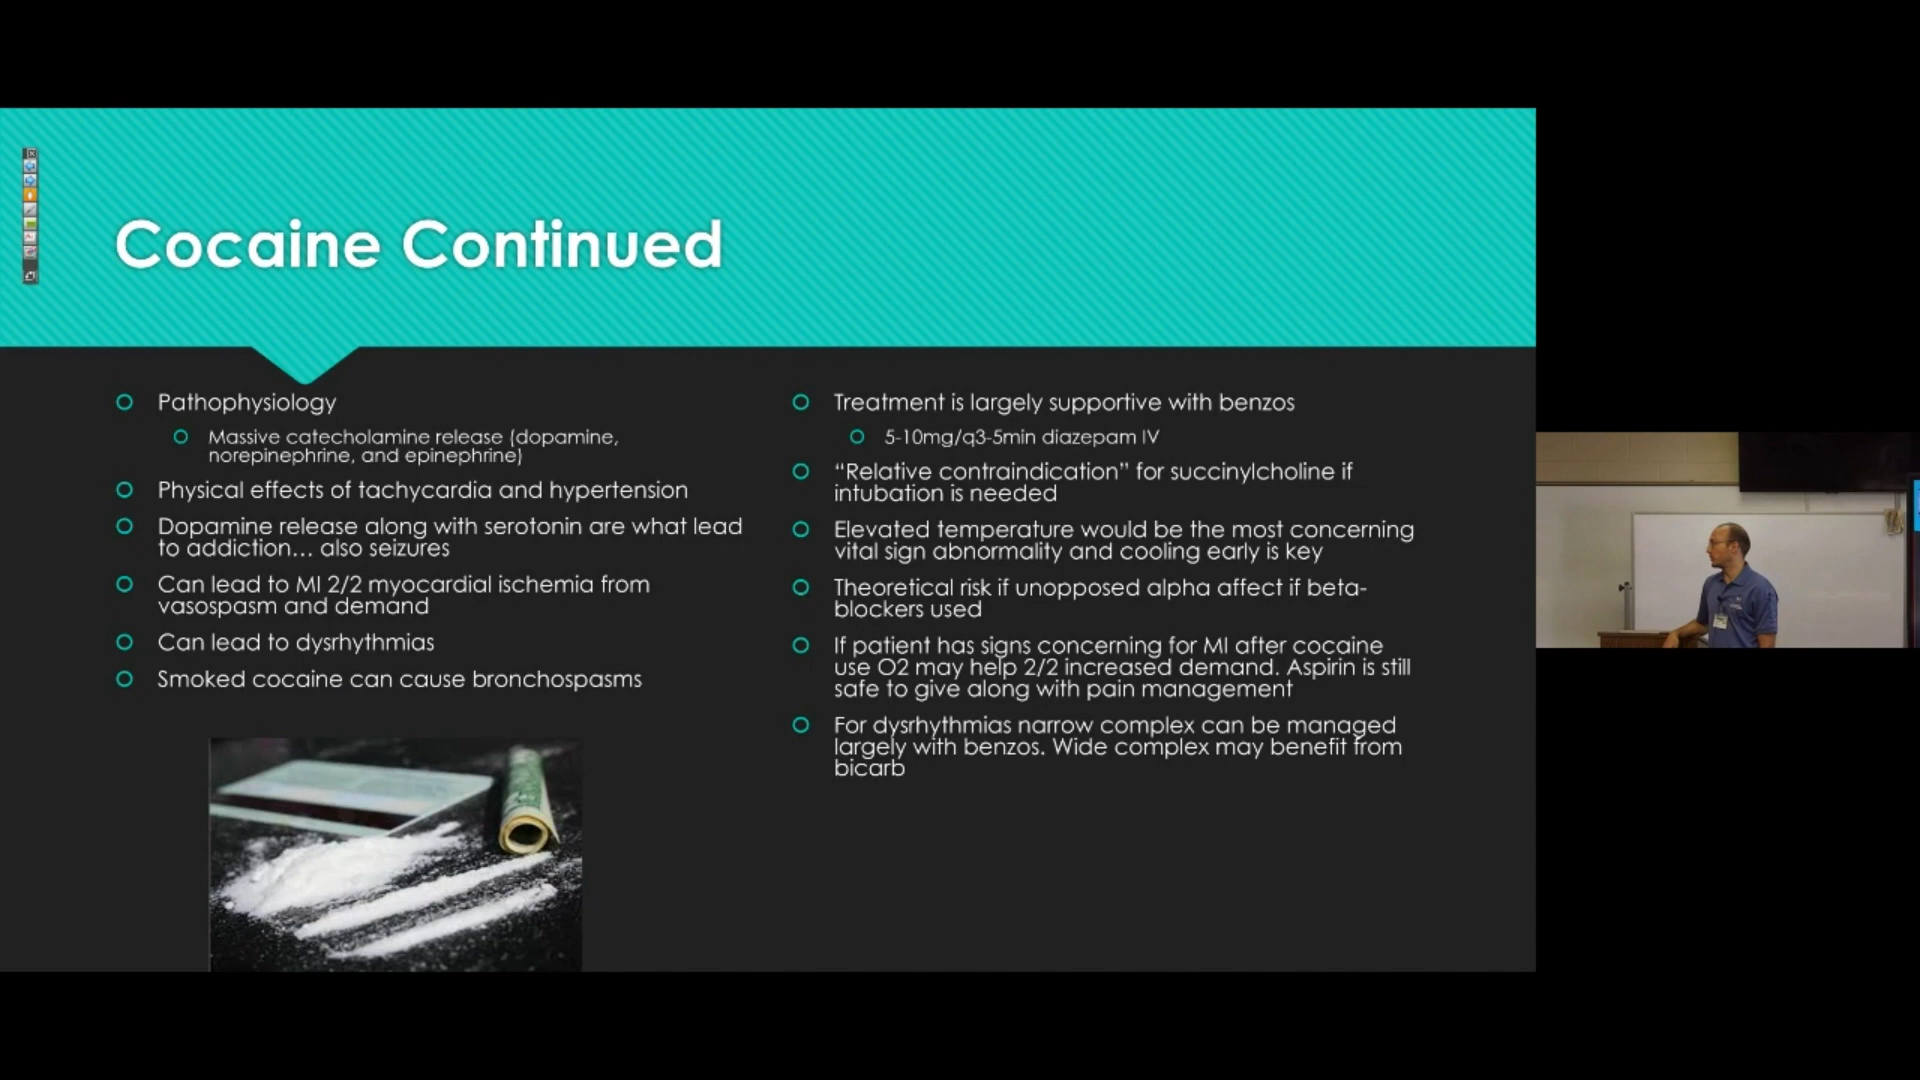 Cocaine Continued
Pathophysiology
Massive catecholamine release (dopamine,
norepinephrine, and epinephrine)
Physical effects of tachycardia and hypertension
Dopamine release along with serotonin are what lead
to addiction... also seizures
Can lead to MI 2/2 myocardial ischemia from
vasospasm and demand
Can lead to dysrhythmias
Smoked cocaine can cause bronchospasms
Treatment is largely supportive with benzos
5-10mg/q3-5min diazepam IV
“Relative contraindication” for succinylcholine if
intubation is needed
Elevated temperature would be the most concerning
vital sign abnormality and cooling early is key
Theoretical risk if unopposed alpha affect if beta-
blockers used
If patient has signs concerning for MI after cocaine
use O2 may help 2/2 increased demand. Aspirin is still
safe to give along with pain management
For dysrhythmias narrow complex can be managed
largely with benzos. Wide complex may benefit from
bicarb